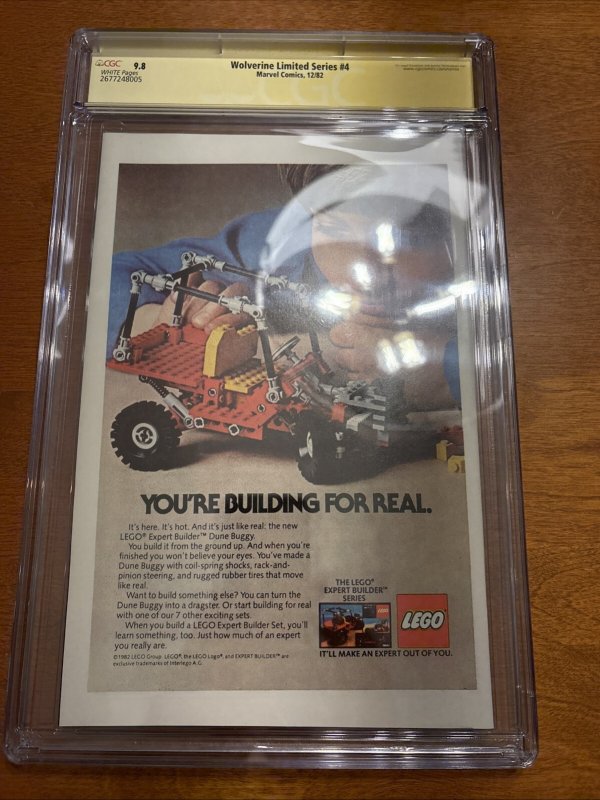 CGC 9.8
WHITE Pages
2677248005
Wolverine Limited Series #4
Marvel Comics, 12/82
CGC
YOU'RE BUILDING FOR REAL.
It's here. It's hot. And it's just like real: the new
LEGO® Expert Builder™ Dune Buggy.
You build it from the ground up. And when you're
finished you won't believe your eyes. You've made a
Dune Buggy with coil-spring shocks, rack-and-
pinion steering, and rugged rubber tires that move
like real.
Want to build something else? You can turn the
Dune Buggy into a dragster. Or start building for real
with one of our 7 other exciting sets.
When you build a LEGO Expert Builder Set, you'll
learn something, too. Just how much of an expert
you really are.
©1982 LEGO Group. LEGO®, the LEGO Logo®, and EXPERT BUILDER™ are
exclusive trademarks of Interlego A.G.
THE LEGO®
EXPERT BUILDER™
SERIES
LEGO
LEGO
IT'LL MAKE AN EXPERT OUT OF YOU.